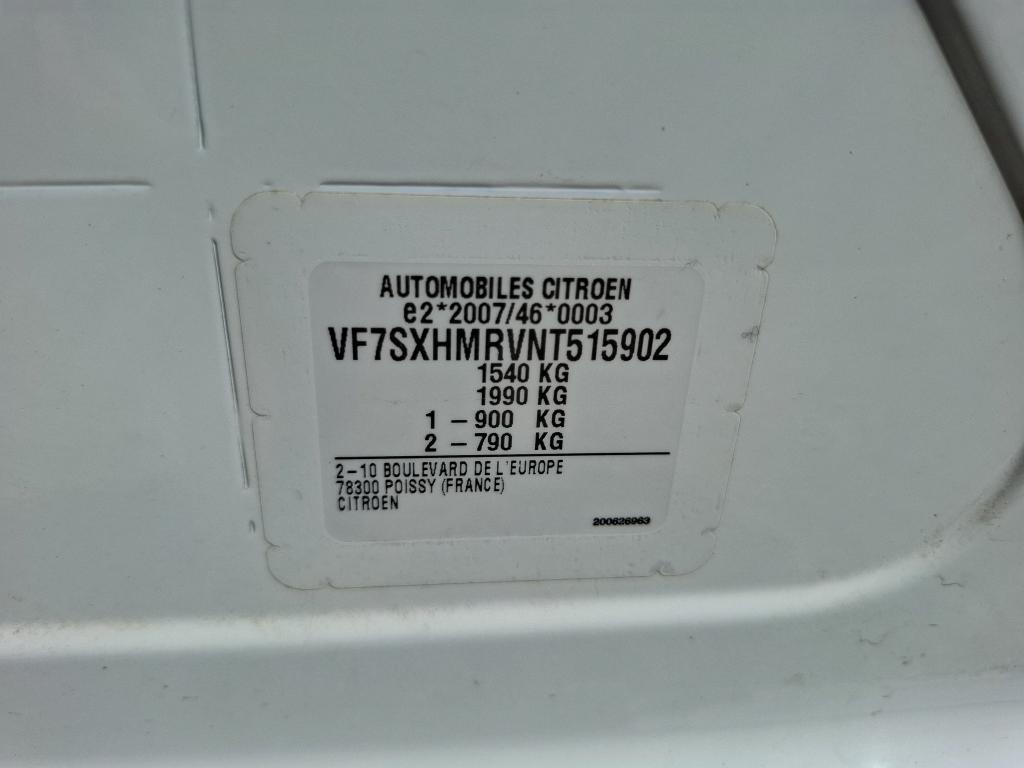 AUTOMOBILES CITROEN
e2*2007/46*0003
VF7SXHMRVNT515902
1540 KG
1990 KG
1 - 900 KG
2 - 790 KG
2-10 BOULEVARD DE L'EUROPE
78300 POISSY (FRANCE)
CITROEN
200626963